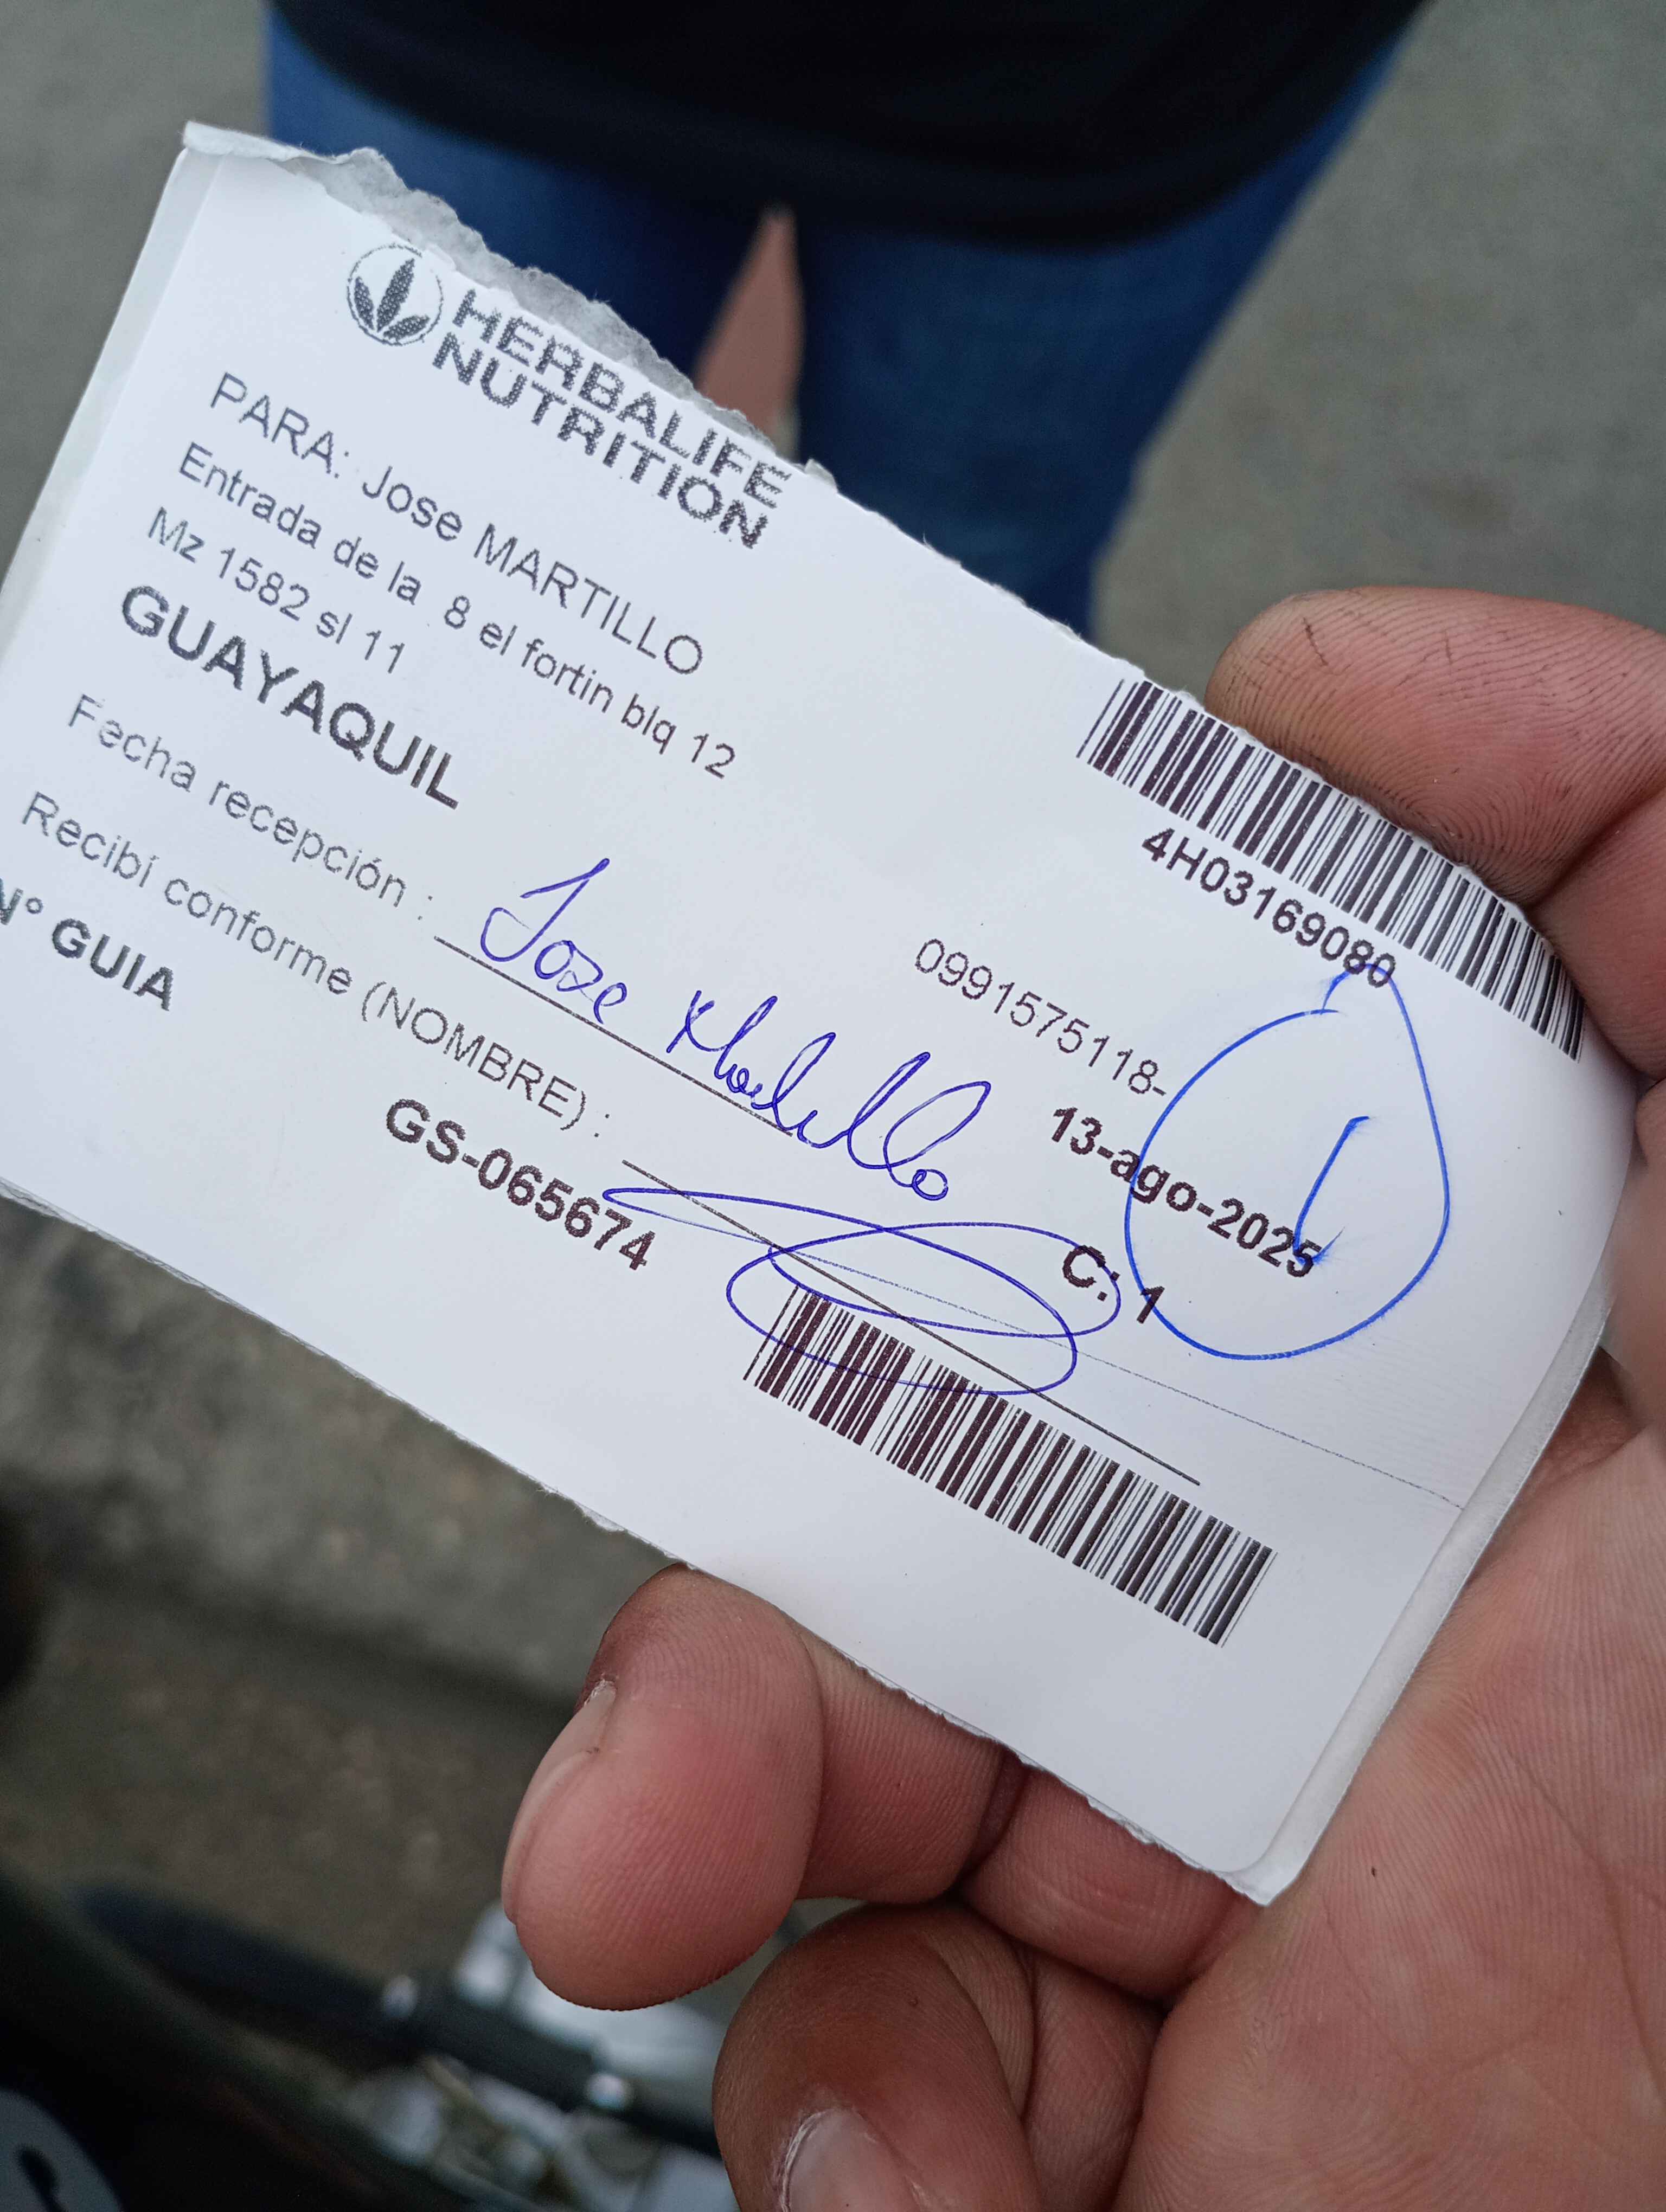 HERBALIFE
NUTRITION
PARA: Jose MARTILLO
Entrada de la 8 el fortin blq 12
Mz 1582 sl 11
GUAYAQUIL
4H03169080
0991575118-
Fecha recepción :
Jose Martillo
13-ago-2025
Recibí conforme (NOMBRE) :
C: 1
N° GUIA
GS-065674
1